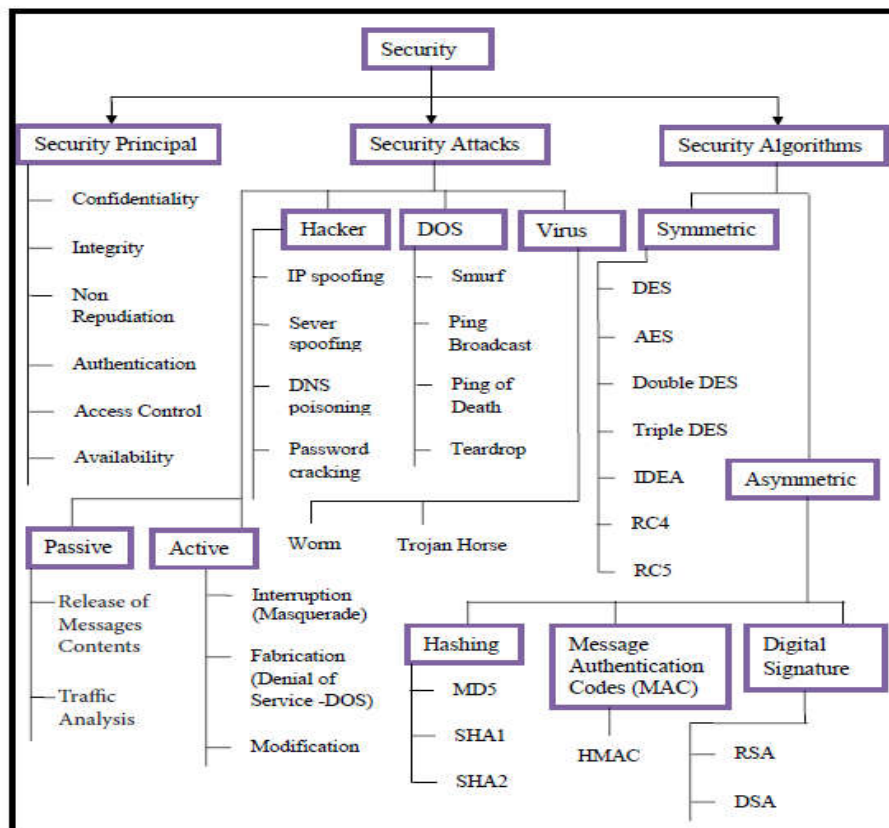 Security
Security Principal
Security Attacks
Security Algorithms
Confidentiality
Integrity
Non
Repudiation
Authentication
Access Control
Availability
Hacker
IP spoofing
Sever
spoofing
DNS
poisoning
Password
cracking
DOS
Smurf
Ping
Broadcast
Ping of
Death
Teardrop
Virus
Worm
Trojan Horse
Passive
Release of
Messages
Contents
Traffic
Analysis
Active
Interruption
(Masquerade)
Fabrication
(Denial of
Service -DOS)
Modification
Symmetric
DES
AES
Double DES
Triple DES
IDEA
RC4
RC5
Asymmetric
Hashing
MD5
SHA1
SHA2
Message
Authentication
Codes (MAC)
HMAC
Digital
Signature
RSA
DSA